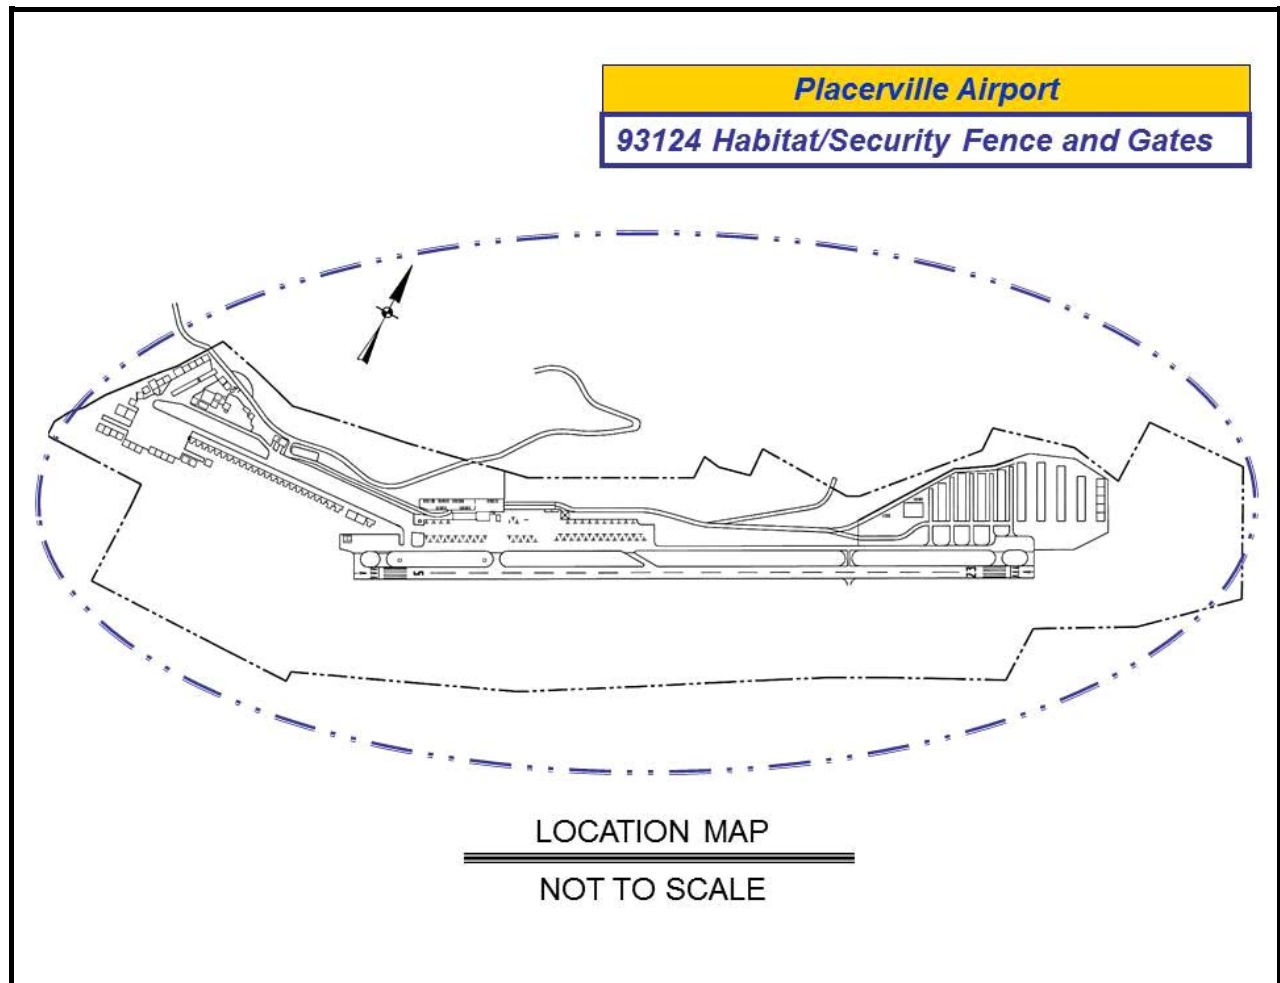 Placerville Airport
93124 Habitat/Security Fence and Gates
5
23
LOCATION MAP
NOT TO SCALE